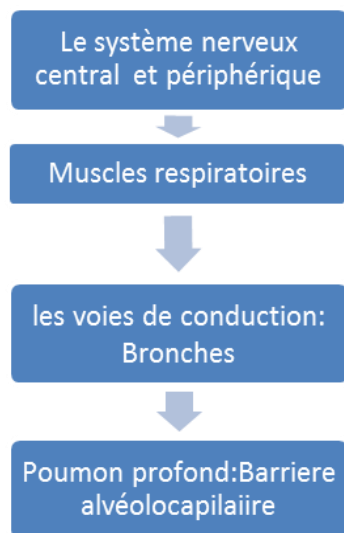 Le système nerveux
central et périphérique
Muscles respiratoires
les voies de conduction:
Bronches
Poumon profond:Barriere
alvéolocapilaiire